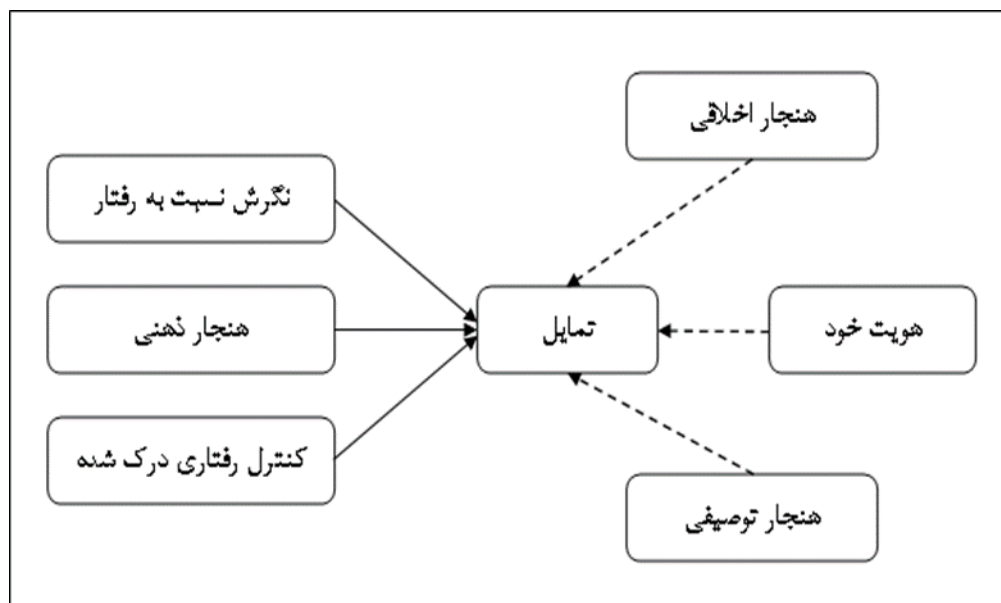 هنجار اخلاقی
نگرش نسبت به رفتار
هنجار ذهنی
تمایل
هویت خود
کنترل رفتاری درک شده
هنجار توصیفی